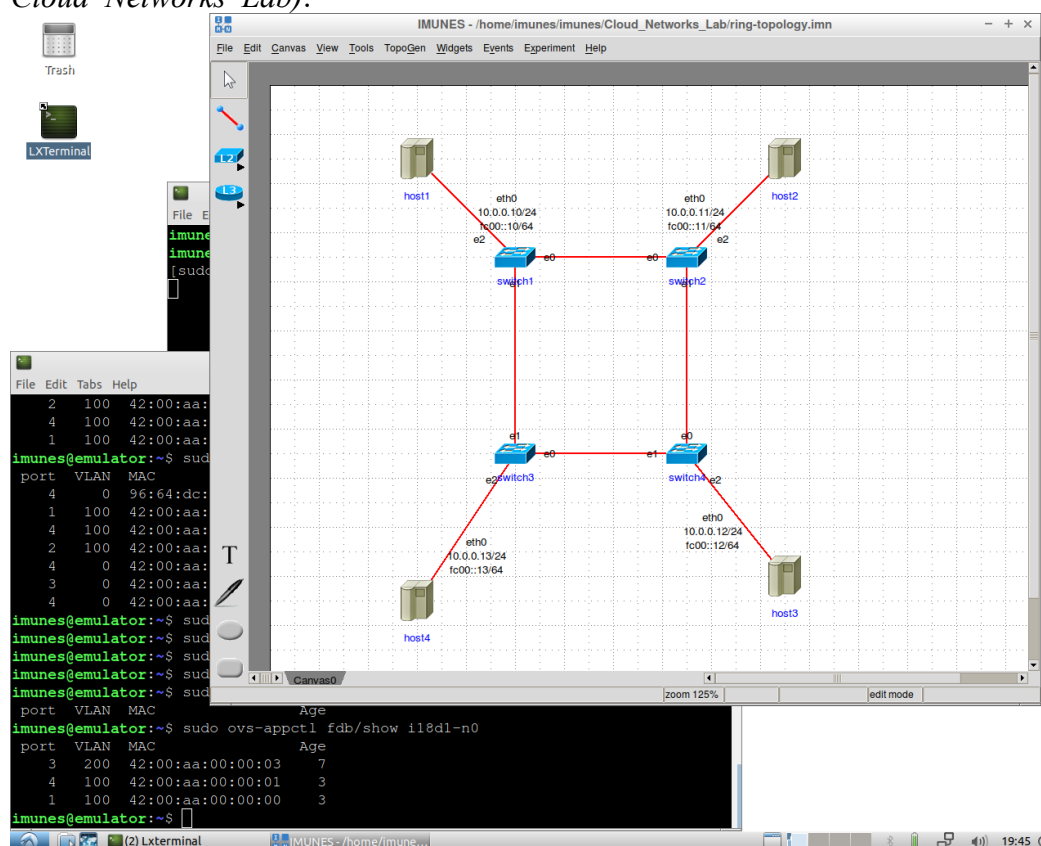 Cloud Networks Lab).
IMUNES - /home/imunes/imunes/Cloud_Networks_Lab/ring-topology.imn
File Edit Canvas View Tools TopoGen Widgets Events Experiment Help
Trash
LXTerminal
L2
L3
host1
host2
eth0
10.0.0.10/24
fc00::10/64
e2
eth0
10.0.0.11/24
fc00::11/64
e2
e0
e0
switch1
e1
switch2
e1
File E
imune
imune
[sudo
e1
e0
e0
e1
e2
switch3
switch4
e2
eth0
10.0.0.12/24
fc00::12/64
eth0
10.0.0.13/24
fc00::13/64
host3
host4
T
Canvas0
zoom 125%
edit mode
File Edit Tabs Help
2 100 42:00:aa:
4 100 42:00:aa:
1 100 42:00:aa:
imunes@emulator:~$ sud
port VLAN MAC
4 0 96:64:dc:
1 100 42:00:aa:
4 100 42:00:aa:
2 100 42:00:aa:
4 0 42:00:aa:
3 0 42:00:aa:
4 0 42:00:aa:
imunes@emulator:~$ sud
imunes@emulator:~$ sud
imunes@emulator:~$ sud
imunes@emulator:~$ sud
imunes@emulator:~$ sud
port VLAN MAC Age
imunes@emulator:~$ sudo ovs-appctl fdb/show i18d1-n0
port VLAN MAC Age
3 200 42:00:aa:00:00:03 7
4 100 42:00:aa:00:00:01 3
1 100 42:00:aa:00:00:00 3
imunes@emulator:~$
(2) Lxterminal
IMUNES - /home/imune...
19:45